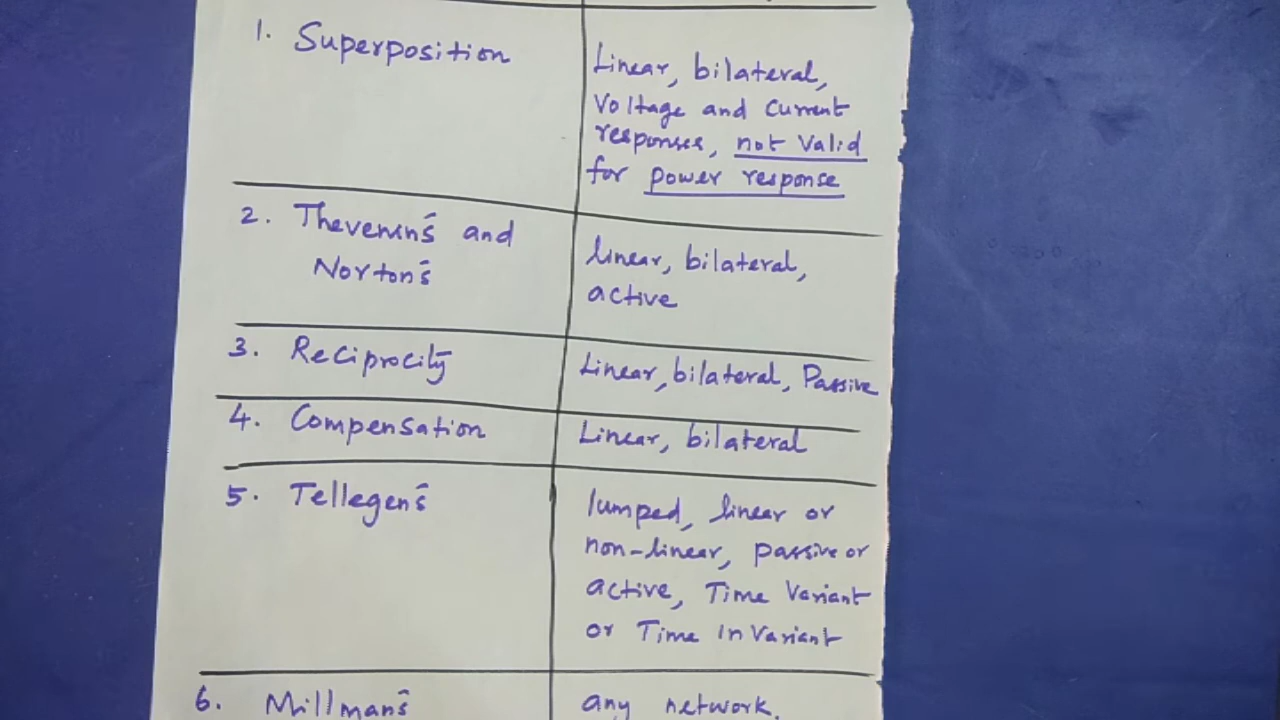 1. Superposition
Linear, bilateral,
Voltage and Current
responses, not Valid
for power response
2. Thevenin's and
Norton's
Linear, bilateral,
active
3. Reciprocity
Linear, bilateral, Passive
4. Compensation
Linear, bilateral
5. Tellegen's
lumped, linear or
non-linear, passive or
active, Time Variant
or Time InVariant
6. Millman's
any network.